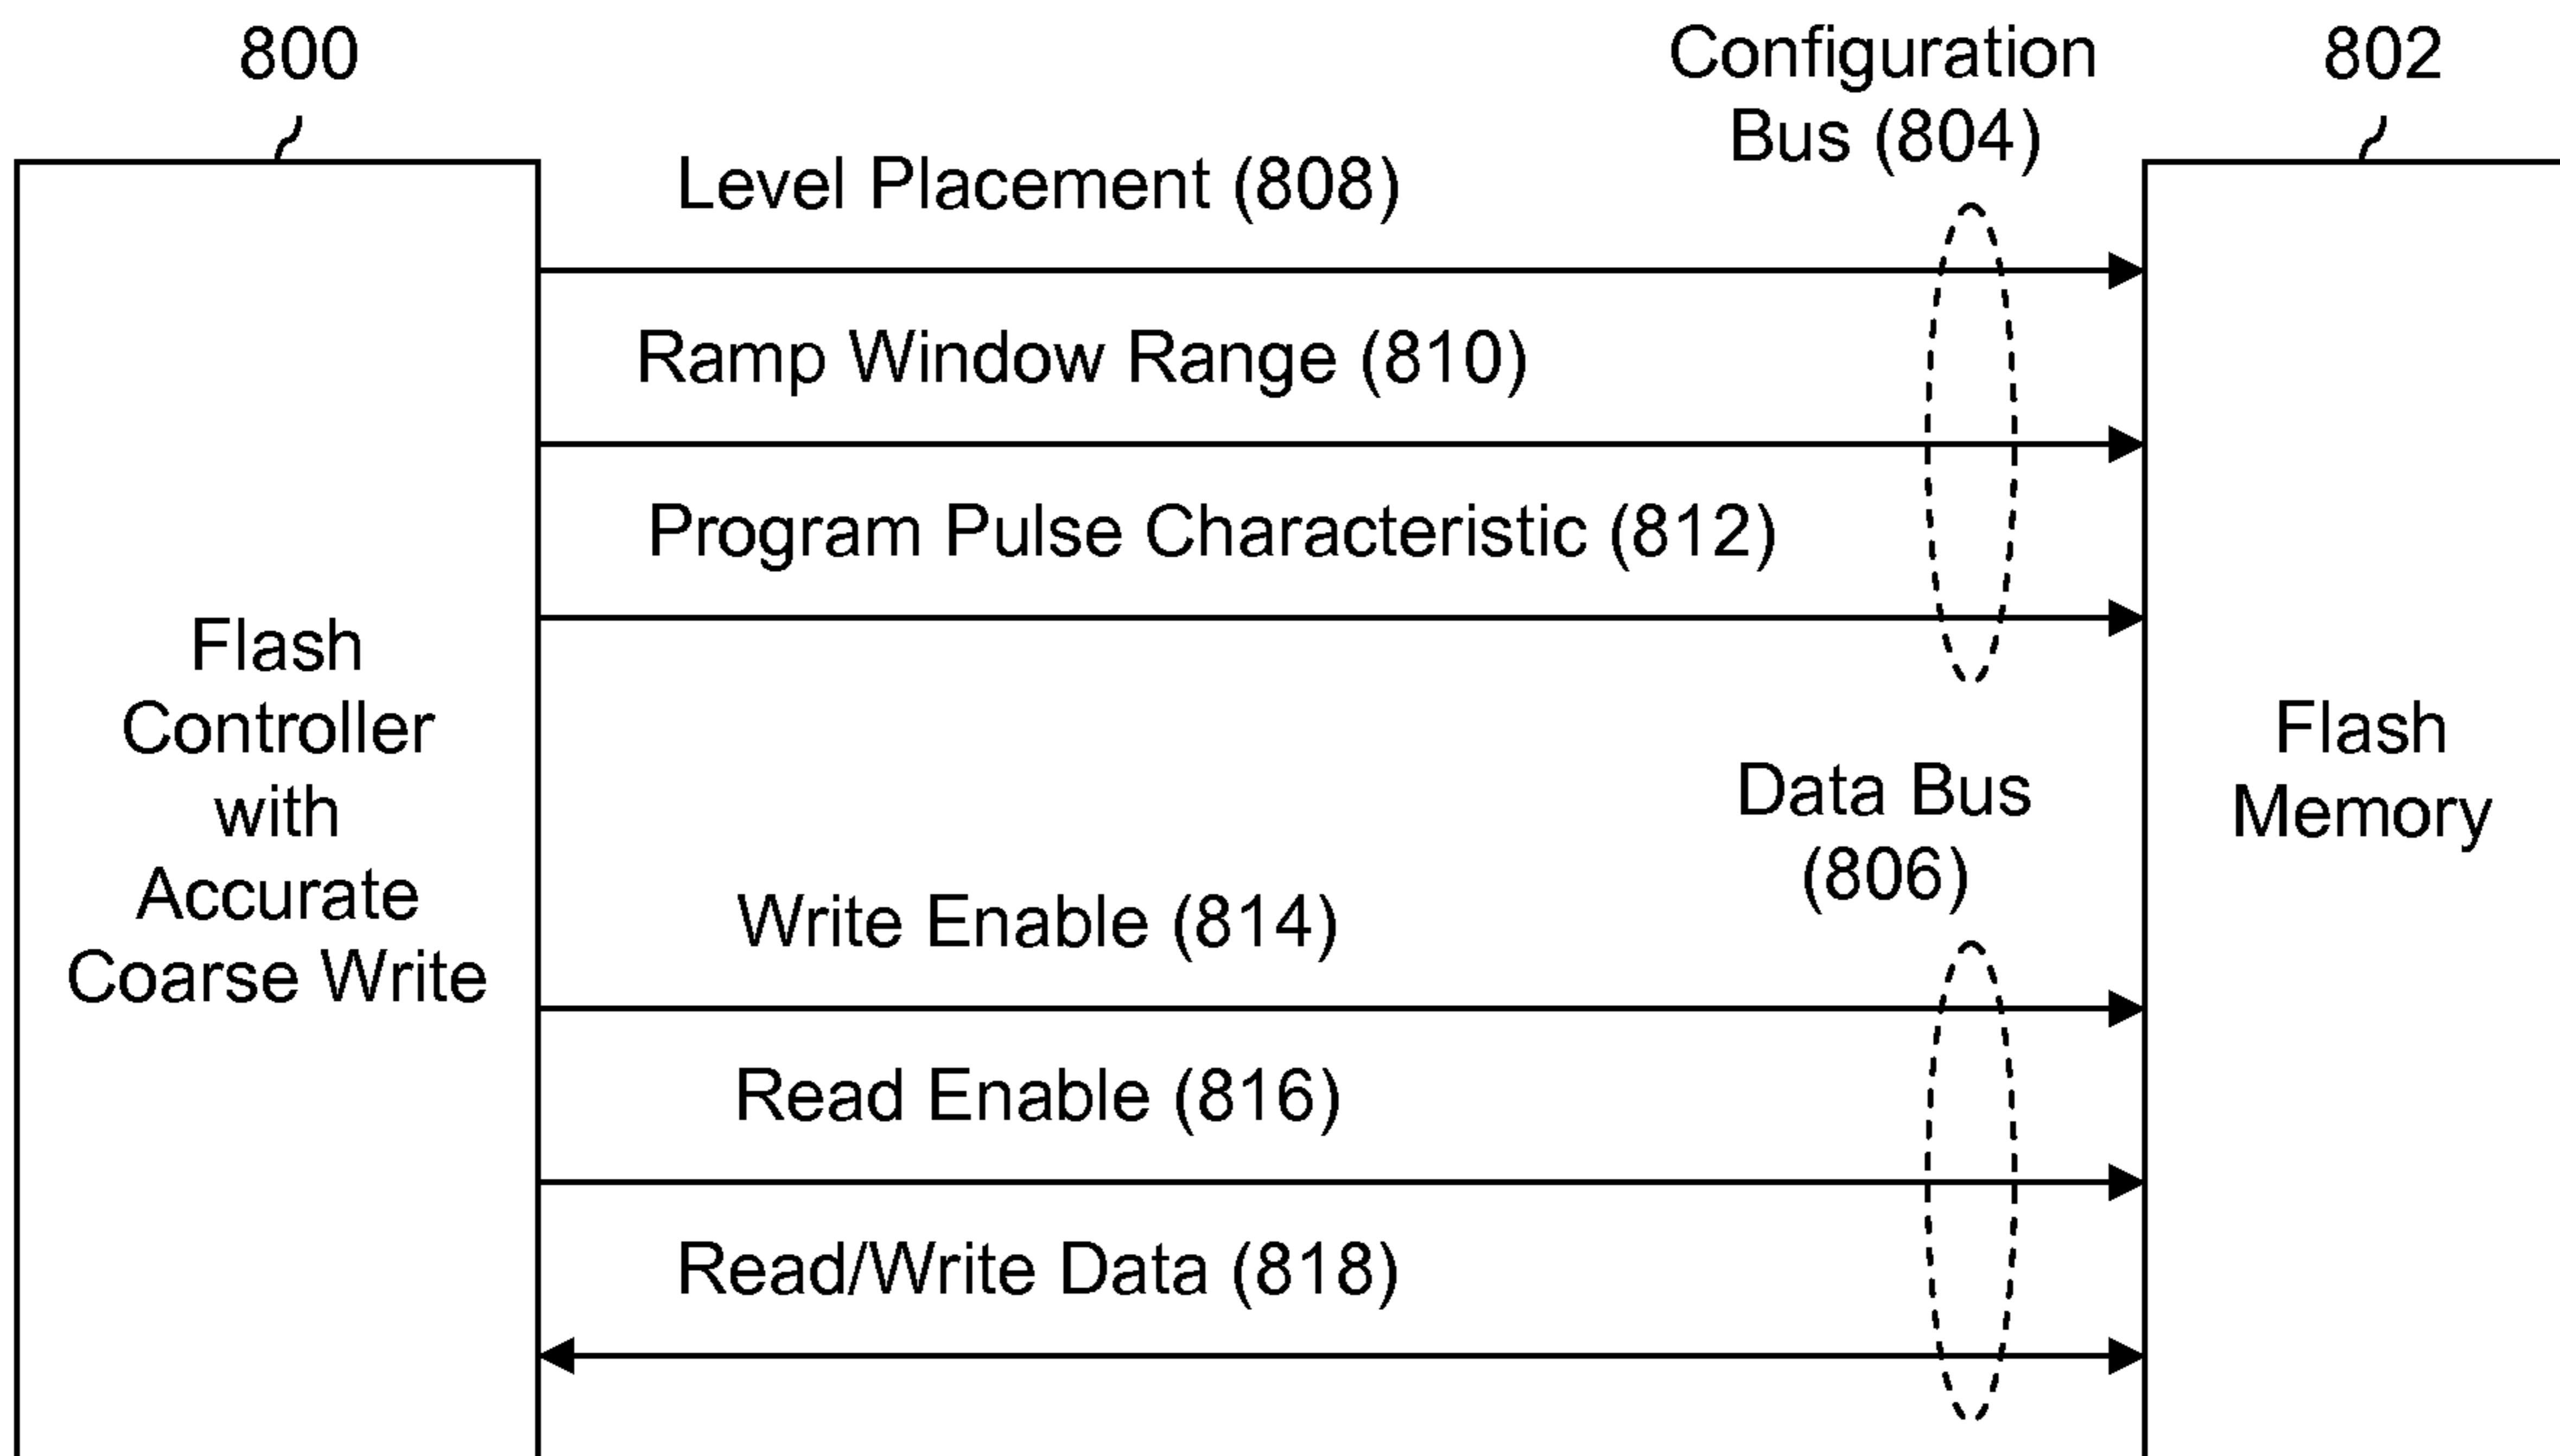 800
Configuration
Bus (804)
802
Level Placement (808)
Ramp Window Range (810)
Program Pulse Characteristic (812)
Flash
Controller
with
Accurate
Coarse Write
Flash
Memory
Data Bus
(806)
Write Enable (814)
Read Enable (816)
Read/Write Data (818)